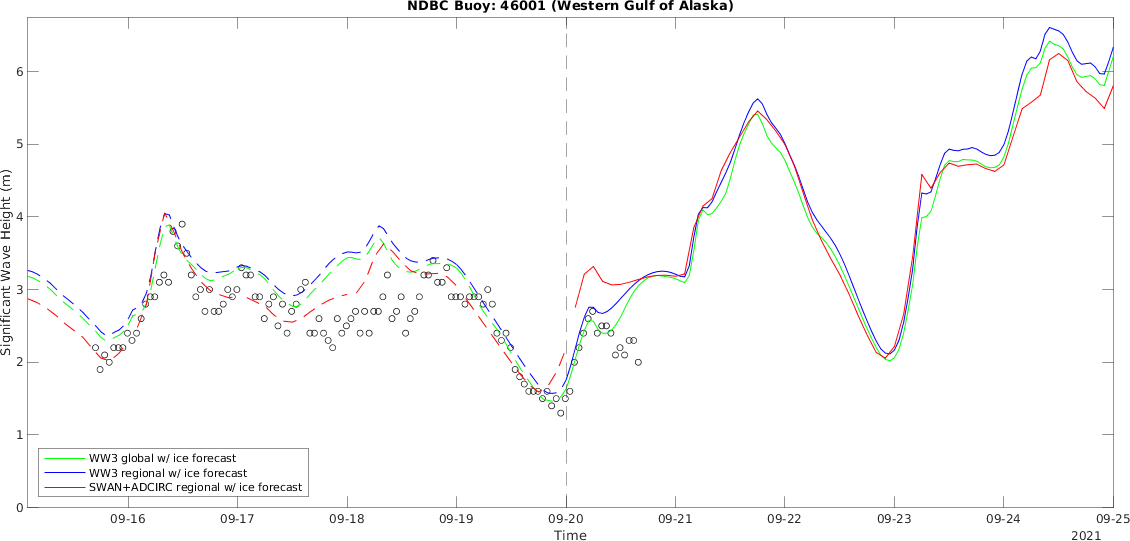 NDBC Buoy: 46001 (Western Gulf of Alaska)
Significant Wave Height (m)
6
5
4
3
2
1
0
WW3 global w/ ice forecast
WW3 regional w/ ice forecast
SWAN+ADCIRC regional w/ ice forecast
09-16 09-17 09-18 09-19 09-20 09-21 09-22 09-23 09-24 09-25
Time
2021